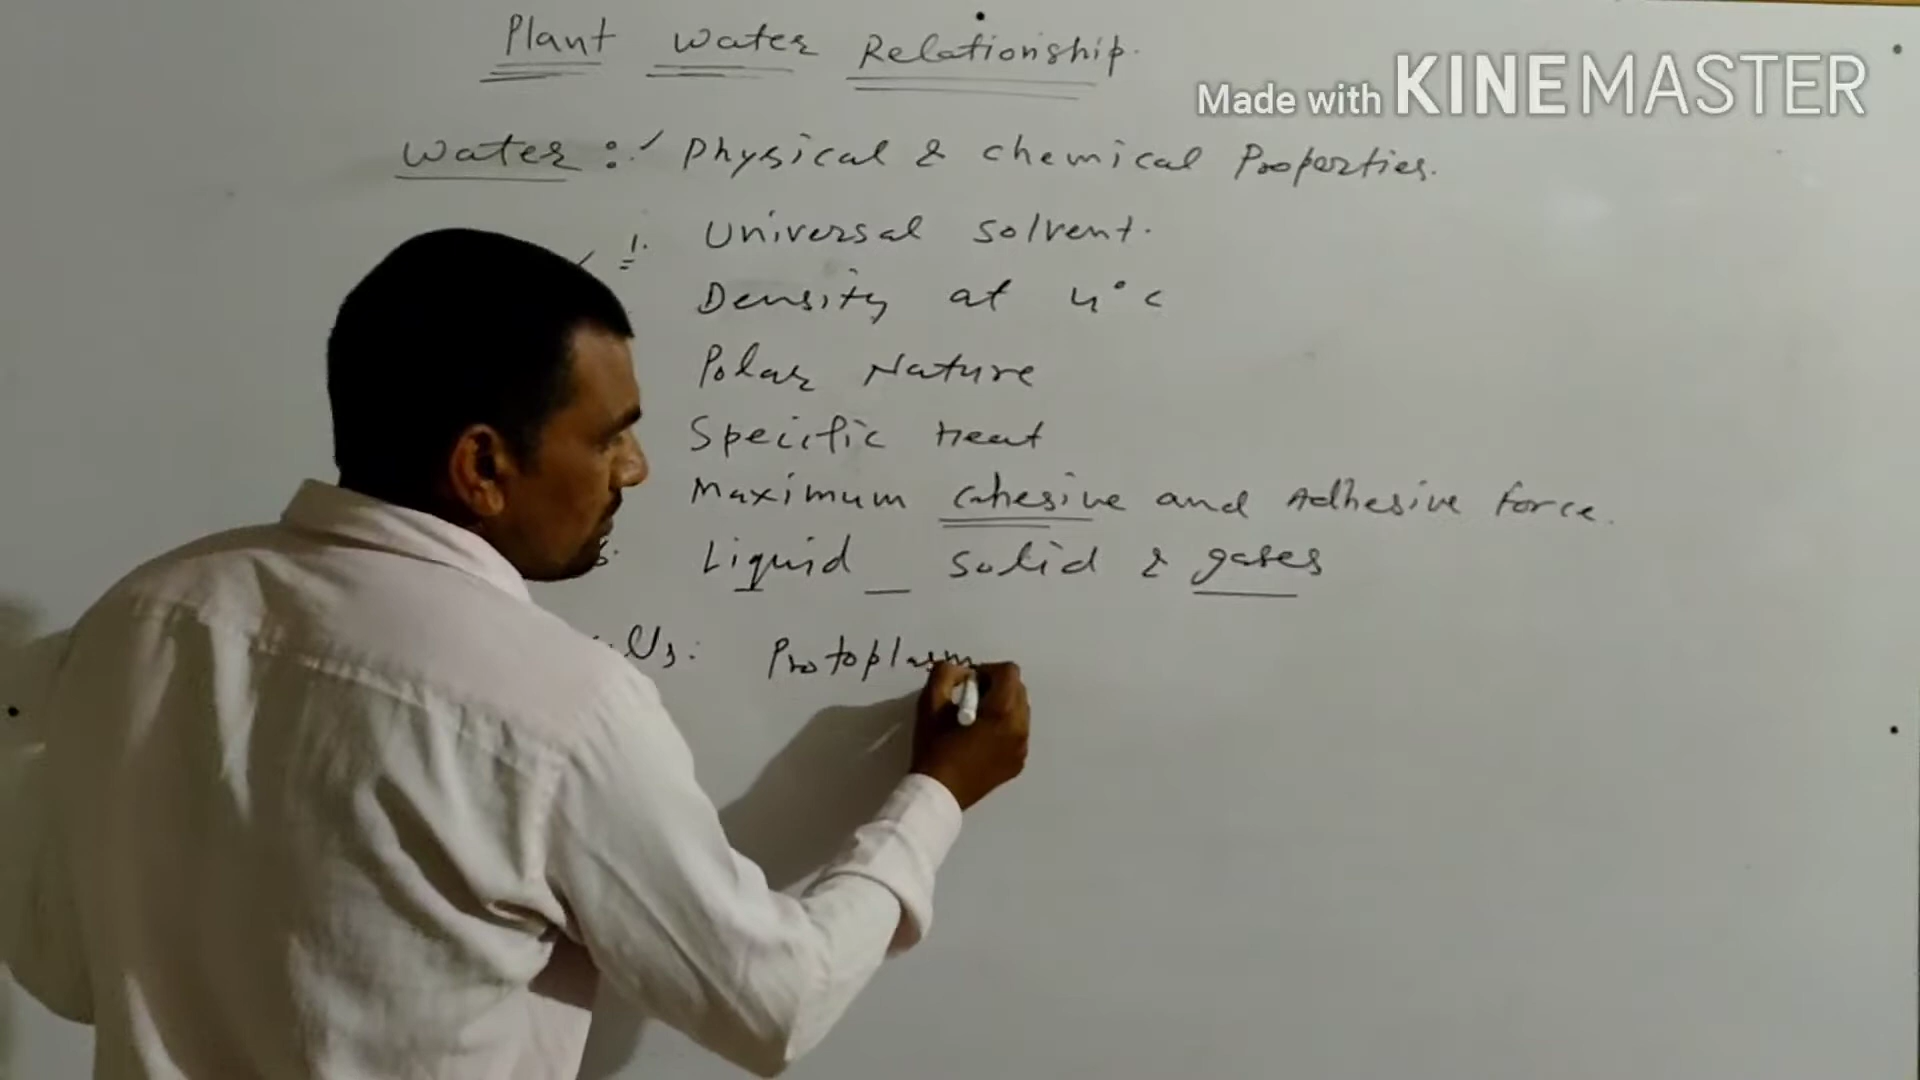 Plant water Relationship.
Made with KINEMASTER
water :- Physical & chemical Properties.
1. Universal solvent.
Density at 4°C
Polar Nature
Specific Heat
Maximum Cohesive and Adhesive force.
Liquid _ solid & gases
Protoplasm